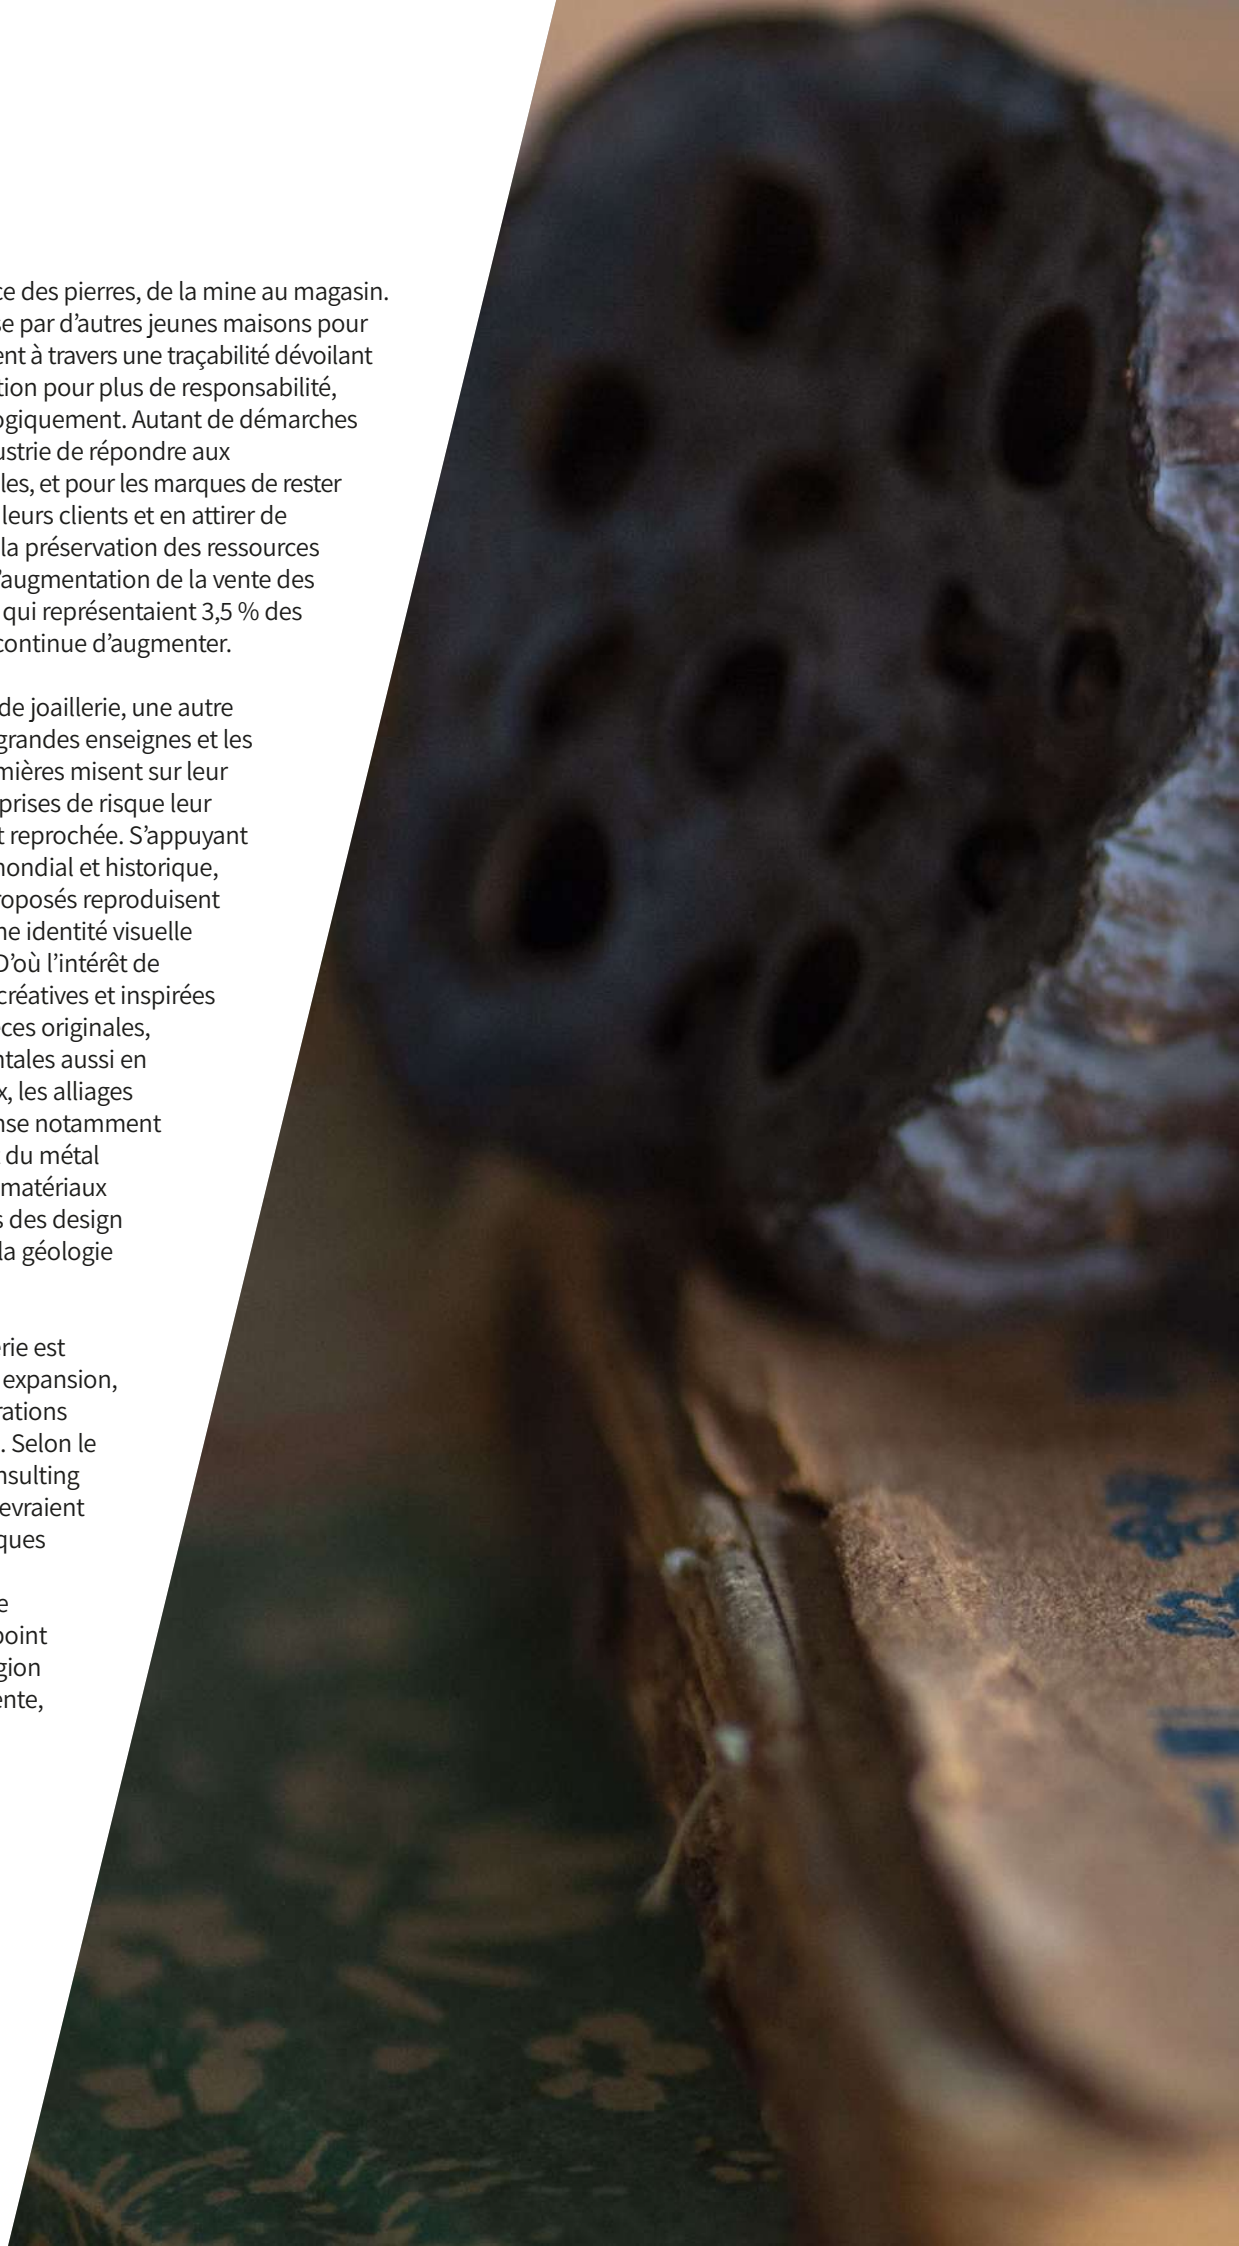 ce des pierres, de la mine au magasin.
se par d’autres jeunes maisons pour
ent à travers une traçabilité dévoilant
tion pour plus de responsabilité,
ogiquement. Autant de démarches
ustrie de répondre aux
les, et pour les marques de rester
leurs clients et en attirer de
la préservation des ressources
’augmentation de la vente des
qui représentaient 3,5 % des
continue d’augmenter.
de joaillerie, une autre
grandes enseignes et les
mières misent sur leur
prises de risque leur
t reprochée. S’appuyant
mondial et historique,
roposés reproduisent
ne identité visuelle
D’où l’intérêt de
créatives et inspirées
ces originales,
ntales aussi en
x, les alliages
nse notamment
du métal
matériaux
s des design
la géologie
rie est
expansion,
rations
. Selon le
nsulting
evraient
ques
e
point
gion
ente,